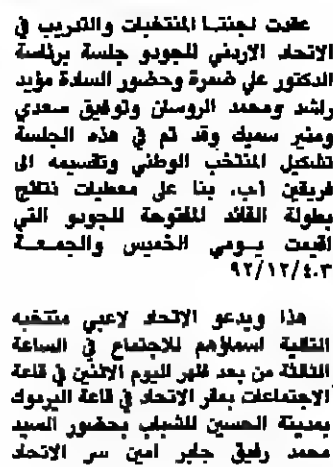 عقدت لجنتا المنتخبات والتدريب في
الاتحاد الاردني للجودو جلسة برئاسة
الدكتور علي ضمرة وحضور السادة مؤيد
راشد ومحمد الروسان وتوفيق سعدي
ومنير سميك وقد تم في هذه الجلسة
تشكيل المنتخب الوطني وتقسيمه الى
فريقين أ،ب، بنا على معطيات نتائج
بطولة القائد المفتوحة للجودو التي
اقيمت يومي الخميس والجمعة
٩٢/١٢/٤،٣
هذا ويدعو الاتحاد لاعبي منتخبه
التالية اسماؤهم للاجتماع في الساعة
الثالثة من بعد ظهر اليوم الاثنين في قاعة
الاجتماعات بمقر الاتحاد في قاعة اليرموك
بمدينة الحسين للشباب بحضور السيد
محمد رفيق جابر امين سر الاتحاد